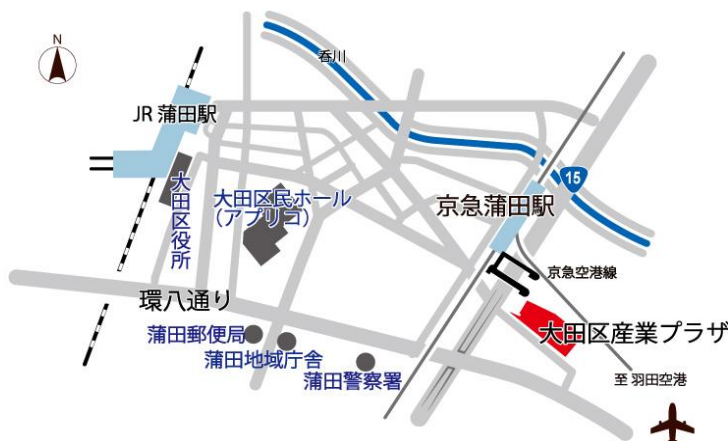 N
呑川
JR 蒲田駅
15
大田区役所
大田区民ホール
(アプリコ)
京急蒲田駅
京急空港線
環八通り
大田区産業プラザ
蒲田郵便局
蒲田地域庁舎
蒲田警察署
至 羽田空港